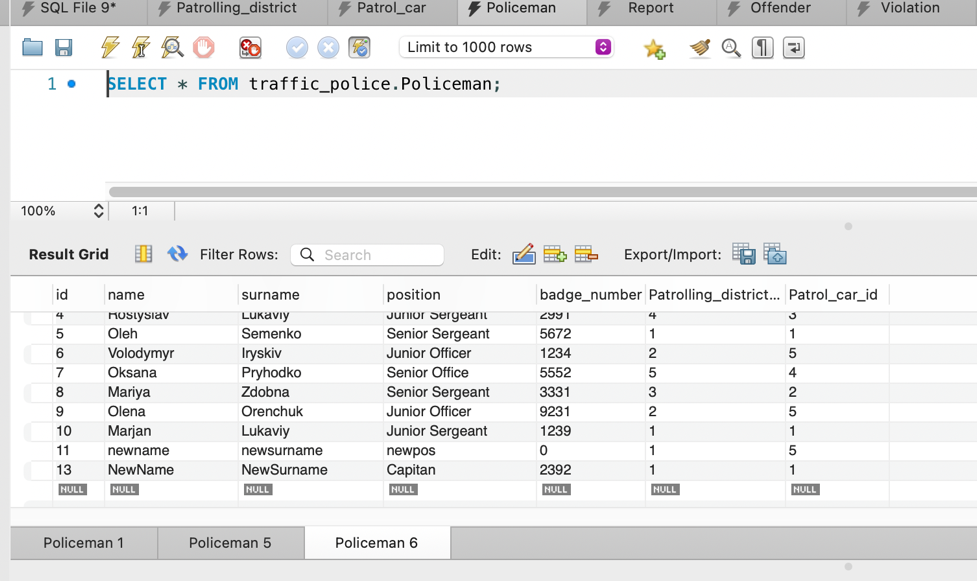 SQL File 9* Patrolling_district Patrol_car Policeman Report Offender Violation
Limit to 1000 rows
1 SELECT * FROM traffic_police.Policeman;
100% 1:1
Result Grid Filter Rows: Search Edit: Export/Import:
id name surname position badge_number Patrolling_district... Patrol_car_id
4 Rostyslav Lukaviy Junior Sergeant 2991 4 3
5 Oleh Semenko Senior Sergeant 5672 1 1
6 Volodymyr Iryskiv Junior Officer 1234 2 5
7 Oksana Pryhodko Senior Office 5552 5 4
8 Mariya Zdobna Senior Sergeant 3331 3 2
9 Olena Orenchuk Junior Officer 9231 2 5
10 Marjan Lukaviy Junior Sergeant 1239 1 1
11 newname newsurname newpos 0 1 5
13 NewName NewSurname Capitan 2392 1 1
NULL NULL NULL NULL NULL NULL NULL
Policeman 1 Policeman 5 Policeman 6